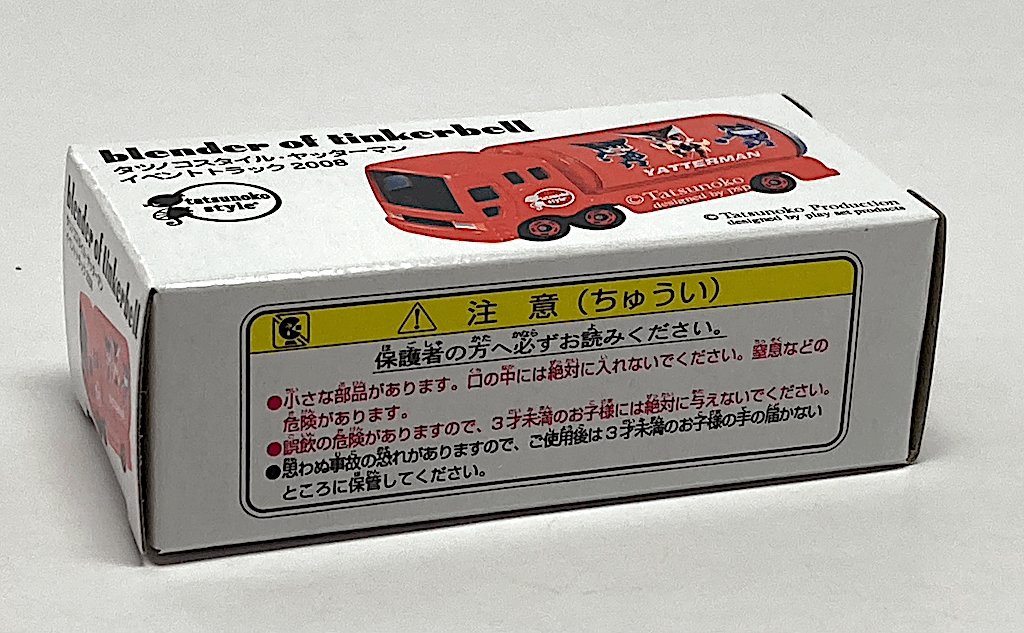 blender of tinkerbell
タツノコスタイル・ヤッターマン
イベントトラック 2008
tatsunoko
style
YATTERMAN
tatsunoko
style
©Tatsunoko
designed by psp
©Tatsunoko Production
designed by play set products
blender of tinkerbell
注 意（ちゅうい）
保護者の方へ必ずお読みください。
●小さな部品があります。口の中には絶対に入れないでください。窒息などの
危険があります。
●誤飲の危険がありますので、3才未満のお子様には絶対に与えないでください。
●思わぬ事故の恐れがありますので、ご使用後は3才未満のお子様の手の届かない
ところに保管してください。